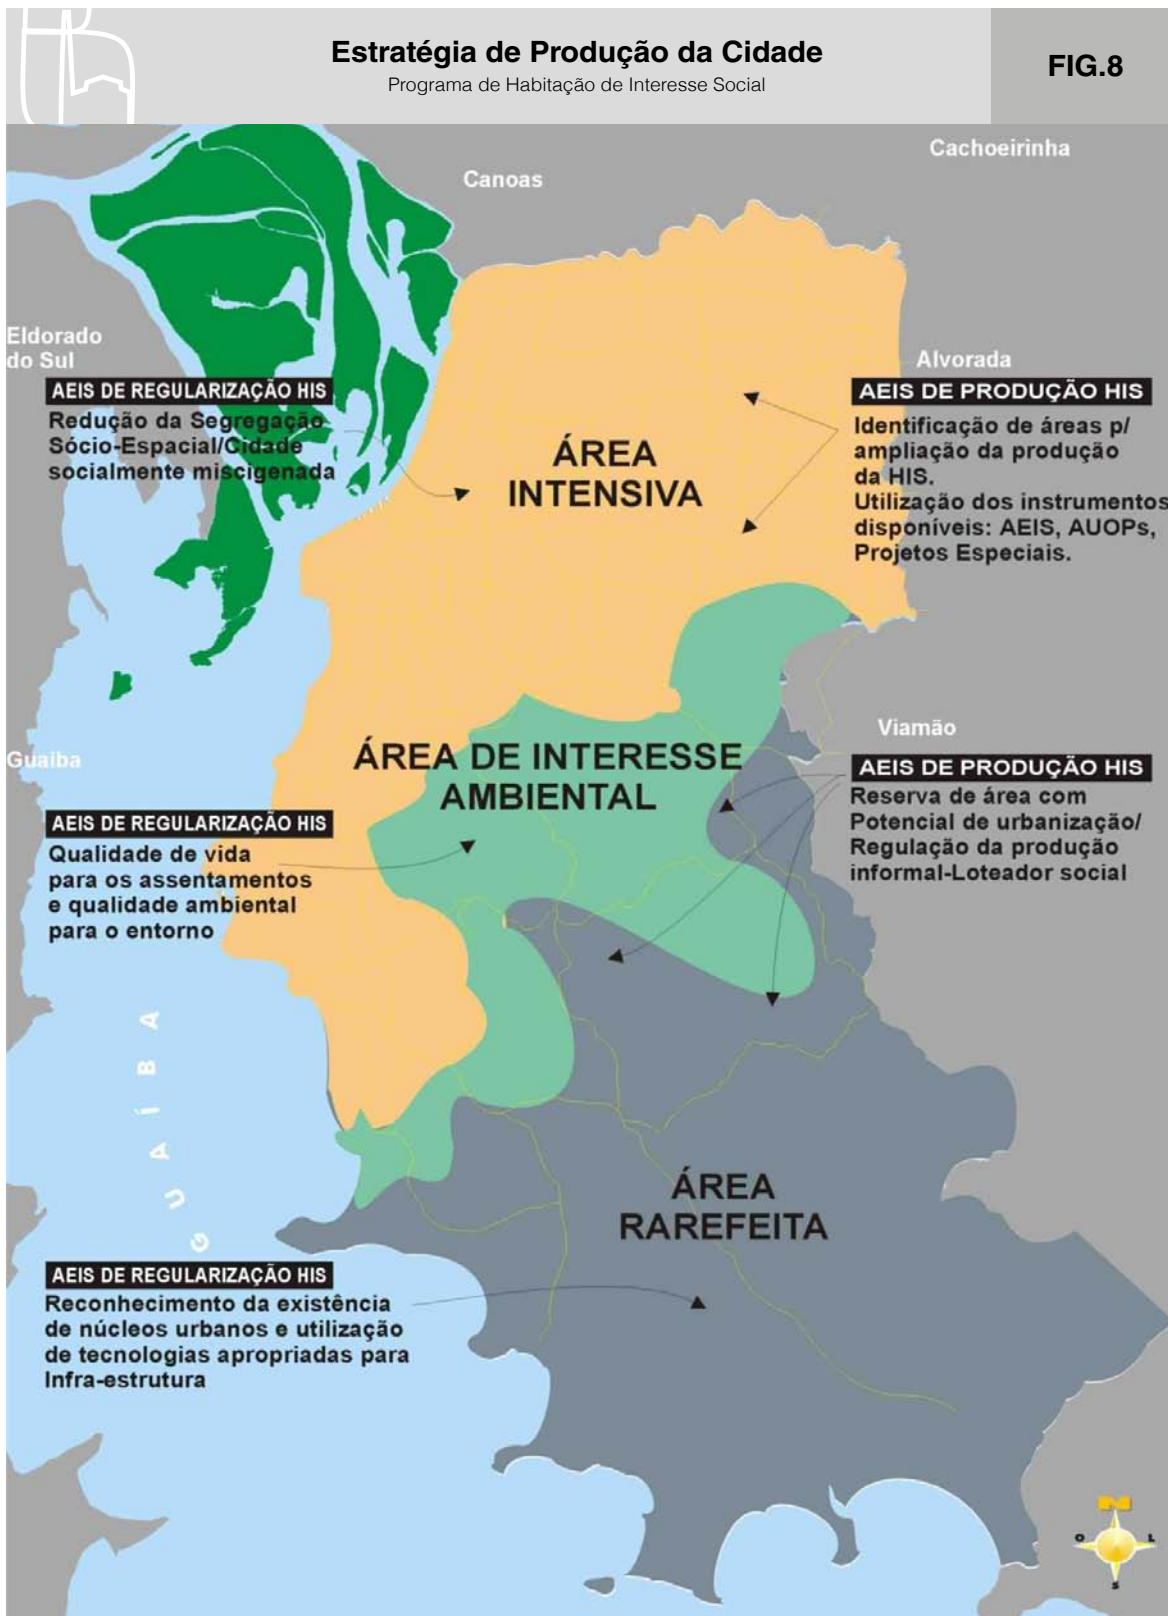 Estratégia de Produção da Cidade
Programa de Habitação de Interesse Social
FIG.8
Cachoeirinha
Canoas
Eldorado
do Sul
Alvorada
AEIS DE REGULARIZAÇÃO HIS
Redução da Segregação
Sócio-Espacial/Cidade
socialmente miscigenada
ÁREA
INTENSIVA
AEIS DE PRODUÇÃO HIS
Identificação de áreas p/
ampliação da produção
da HIS.
Utilização dos instrumentos
disponíveis: AEIS, AUOPs,
Projetos Especiais.
Viamão
Guaíba
ÁREA DE INTERESSE
AMBIENTAL
AEIS DE PRODUÇÃO HIS
Reserva de área com
Potencial de urbanização/
Regulação da produção
informal-Loteador social
AEIS DE REGULARIZAÇÃO HIS
Qualidade de vida
para os assentamentos
e qualidade ambiental
para o entorno
GUAÍBA
ÁREA
RAREFEITA
AEIS DE REGULARIZAÇÃO HIS
Reconhecimento da existência
de núcleos urbanos e utilização
de tecnologias apropriadas para
Infra-estrutura
N
O L
S